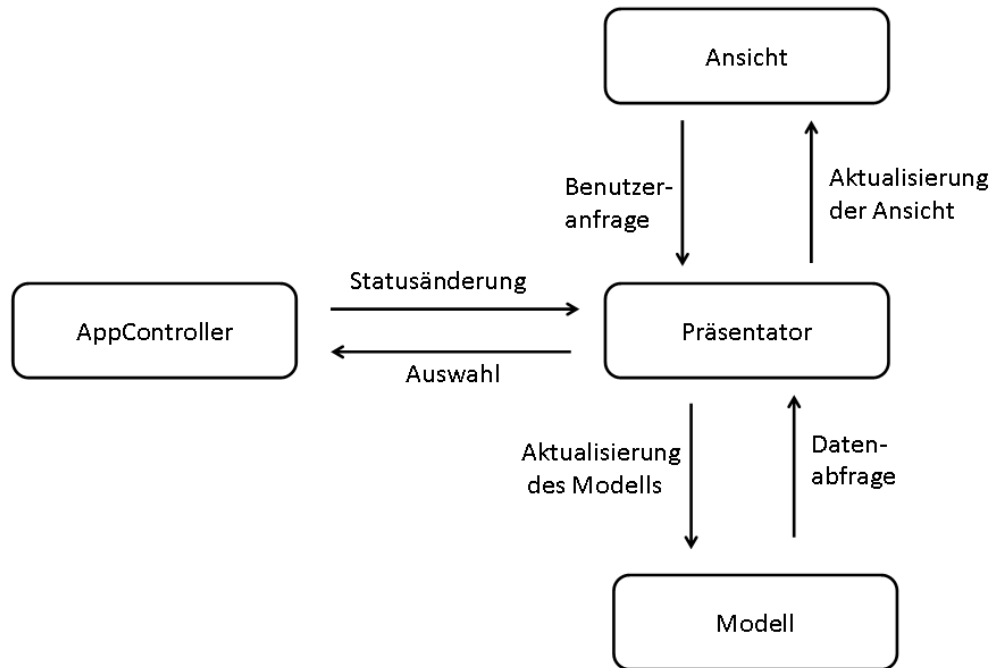 Ansicht
Benutzer-
anfrage
Aktualisierung
der Ansicht
Statusänderung
AppController
Präsentator
Auswahl
Aktualisierung
des Modells
Daten-
abfrage
Modell